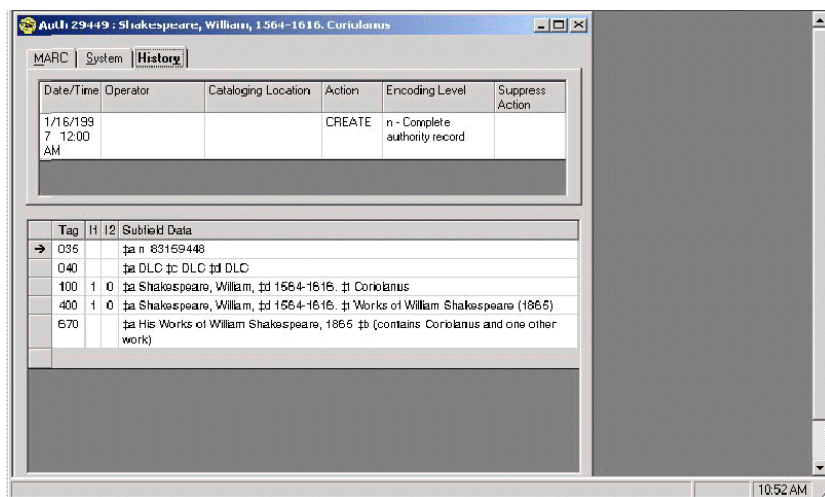 Auth 29449 : Shakespeare, William, 1564-1616. Coriolanus
MARC System History
Date/Time Operator Cataloging Location Action Encoding Level Suppress
Action
1/16/199 CREATE n - Complete
7 12:00 authority record
AM
Tag I1 I2 Subfield Data
035 ‡a n 83159448
040 ‡a DLC ‡c DLC ‡d DLC
100 1 0 ‡a Shakespeare, William, ‡d 1564-1616. ‡t Coriolanus
400 1 0 ‡a Shakespeare, William, ‡d 1564-1616. ‡t Works of William Shakespeare (1865)
670 ‡a His Works of William Shakespeare, 1865 ‡b (contains Coriolanus and one other
work)
10:52 AM